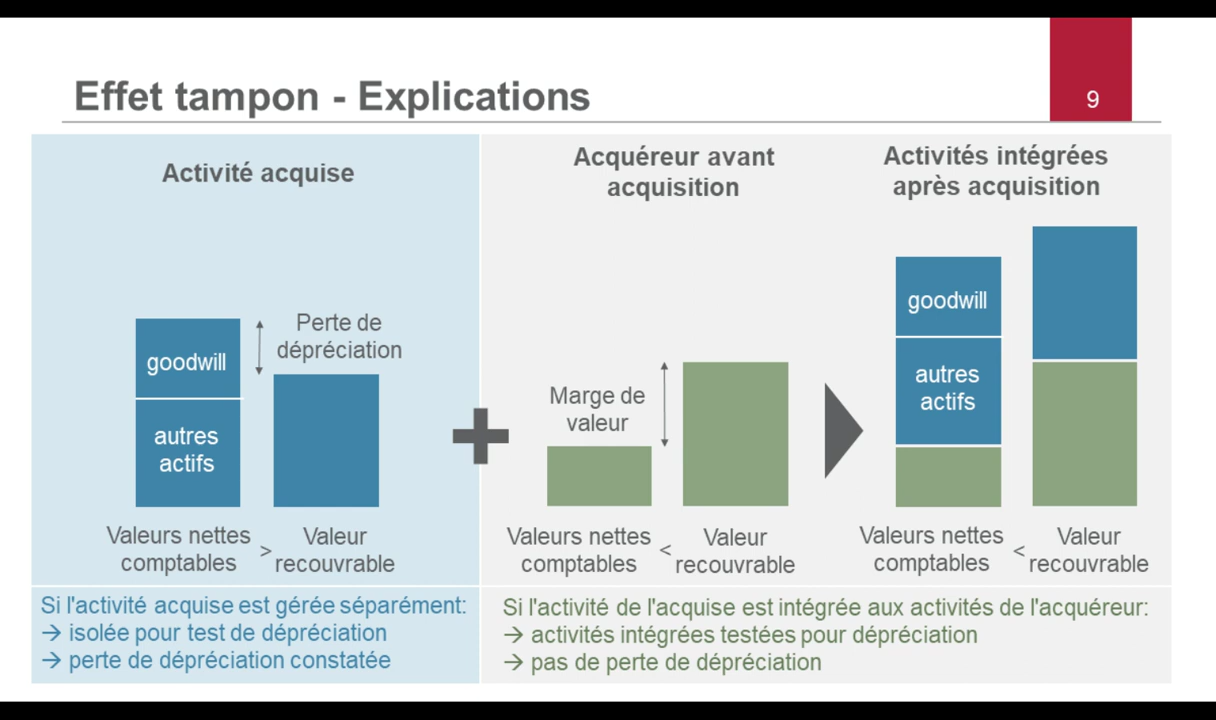 Effet tampon - Explications
9
Activité acquise
goodwill
autres
actifs
Perte de
dépréciation
Valeurs nettes
comptables
>
Valeur
recouvrable
Acquéreur avant
acquisition
Marge de
valeur
Valeurs nettes
comptables
<
Valeur
recouvrable
Activités intégrées
après acquisition
goodwill
autres
actifs
Valeurs nettes
comptables
<
Valeur
recouvrable
Si l'activité acquise est gérée séparément:
→ isolée pour test de dépréciation
→ perte de dépréciation constatée
Si l'activité de l'acquise est intégrée aux activités de l'acquéreur:
→ activités intégrées testées pour dépréciation
→ pas de perte de dépréciation